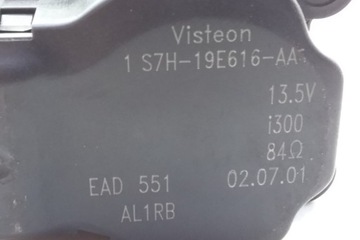 Visteon
1 S7H-19E616-AA
13.5V
i300
84Ω
EAD 551 02.07.01
AL1RB